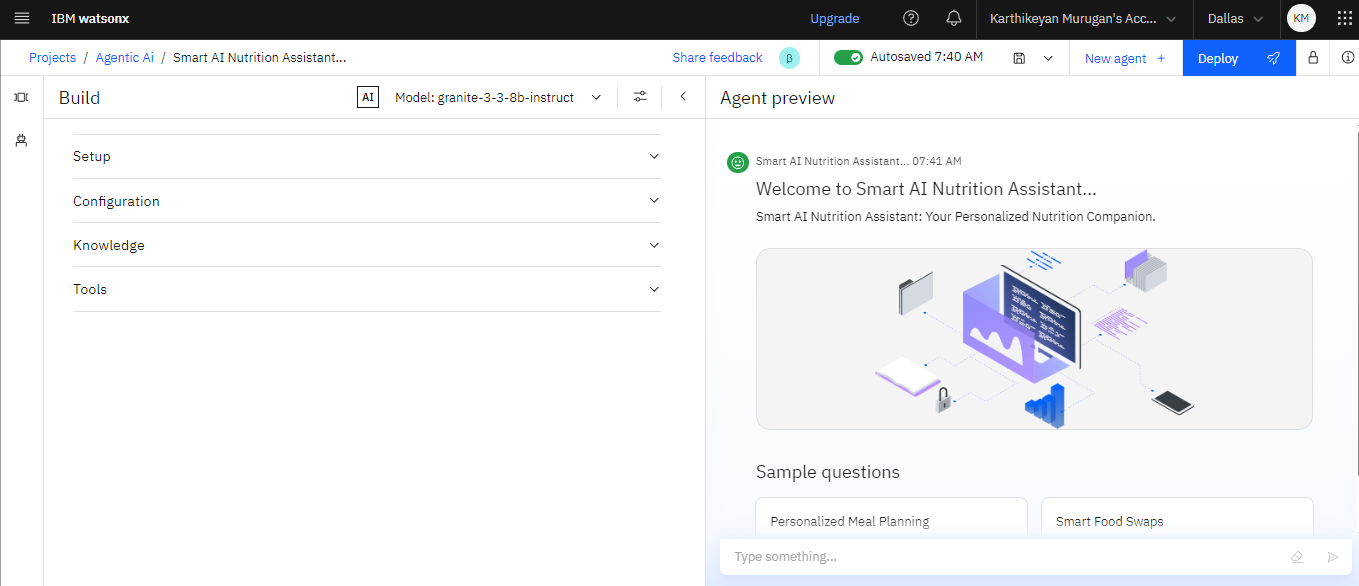 IBM watsonx
Upgrade
Karthikeyan Murugan's Acc...
Dallas
KM
Projects / Agentic Ai / Smart AI Nutrition Assistant...
Share feedback
β
Autosaved 7:40 AM
New agent +
Deploy
Build
AI
Model: granite-3-3-8b-instruct
Agent preview
Setup
Configuration
Knowledge
Tools
Smart AI Nutrition Assistant... 07:41 AM
Welcome to Smart AI Nutrition Assistant...
Smart AI Nutrition Assistant: Your Personalized Nutrition Companion.
Sample questions
Personalized Meal Planning
Smart Food Swaps
Type something...